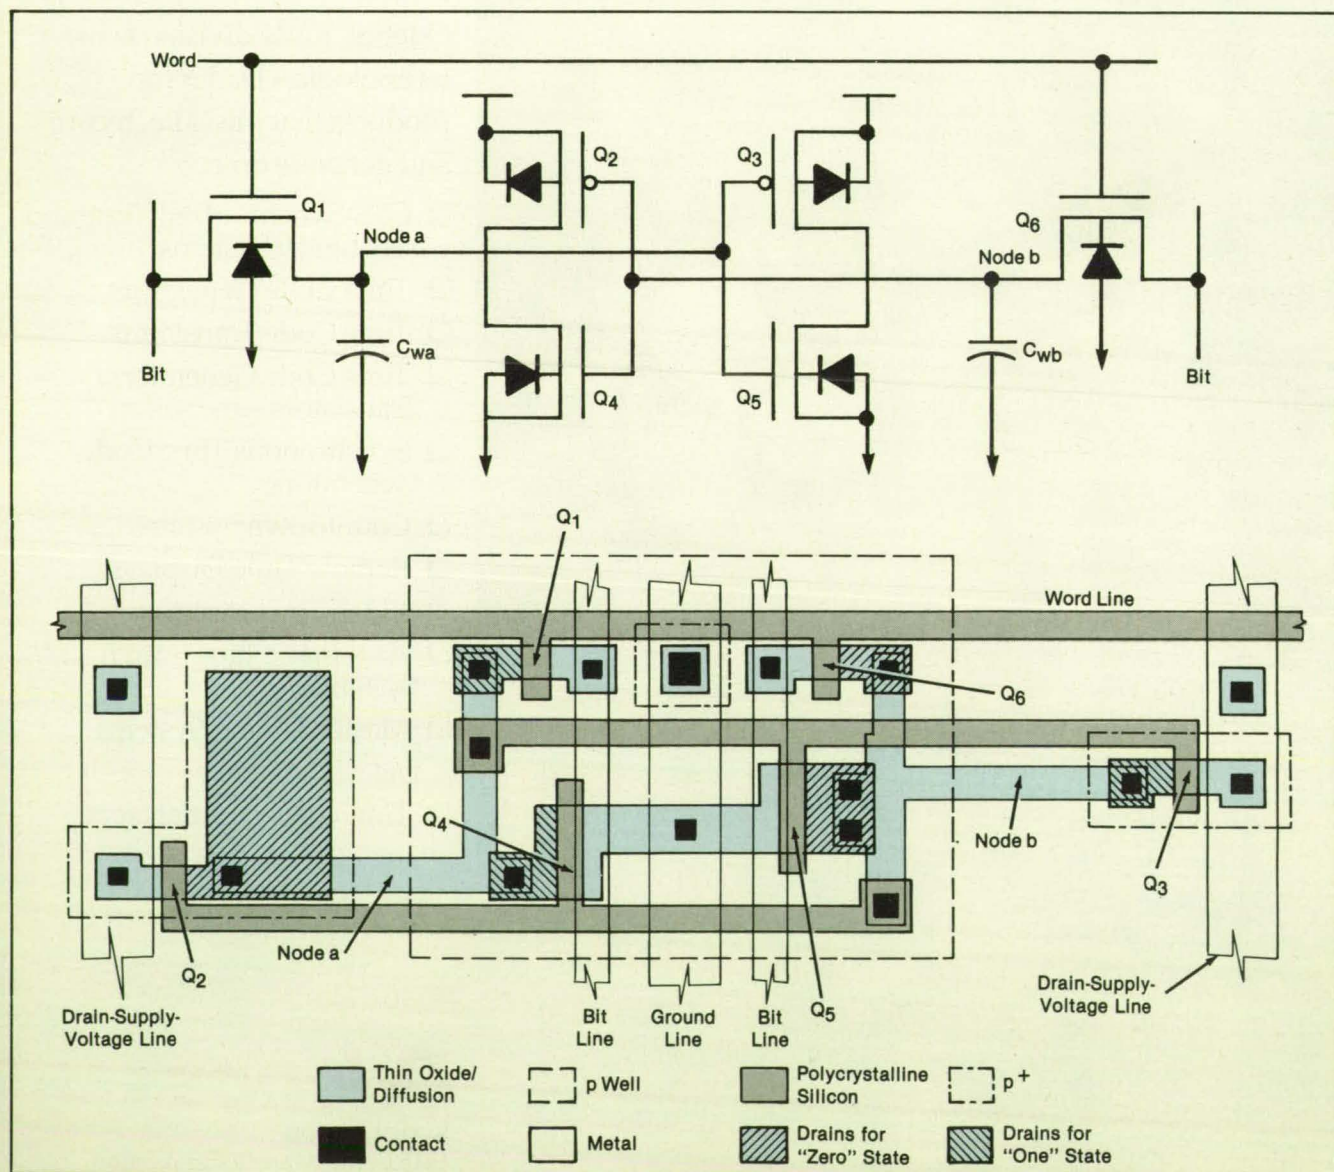 Word
Q2
Q3
Q1
Q6
Node a
Node b
Cwa
Cwb
Bit
Q4
Q5
Bit
Q1
Word Line
Q6
Q4
Node b
Q3
Node a
Q2
Q5
Drain-Supply-
Voltage Line
Bit
Line
Ground
Line
Bit
Line
Drain-Supply-
Voltage Line
Thin Oxide/
Diffusion
p Well
Polycrystalline
Silicon
p+
Contact
Metal
Drains for
"Zero" State
Drains for
"One" State